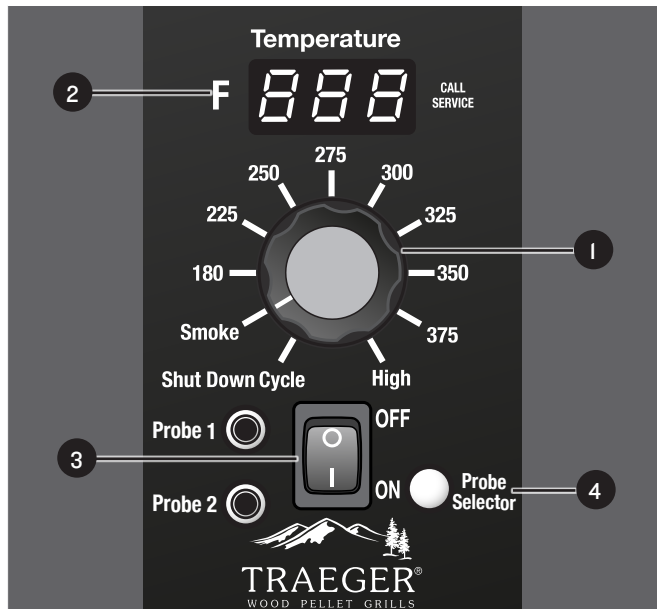 Temperature
2
F
888
CALL
SERVICE
275
250
300
225
325
1
180
350
Smoke
375
Shut Down Cycle
High
OFF
Probe 1
3
O
I
ON
Probe
Selector
4
Probe 2
TRAEGER®
WOOD PELLET GRILLS